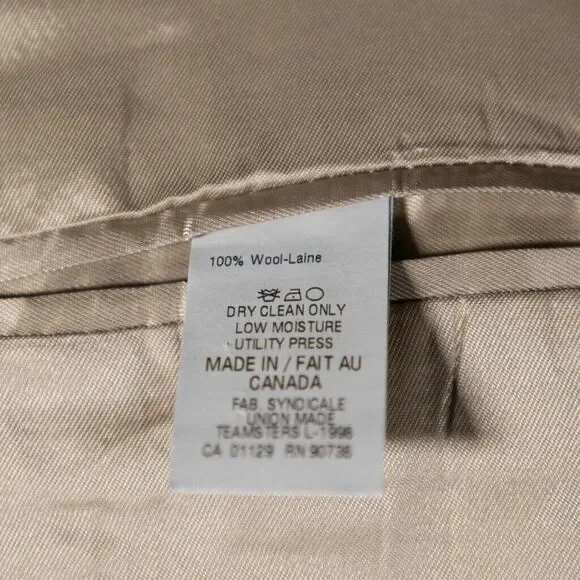 100% Wool-Laine
DRY CLEAN ONLY
LOW MOISTURE
UTILITY PRESS
MADE IN / FAIT AU
CANADA
FAB. SYNDICALE
UNION MADE
TEAMSTERS L-1998
CA 01129 RN 90736